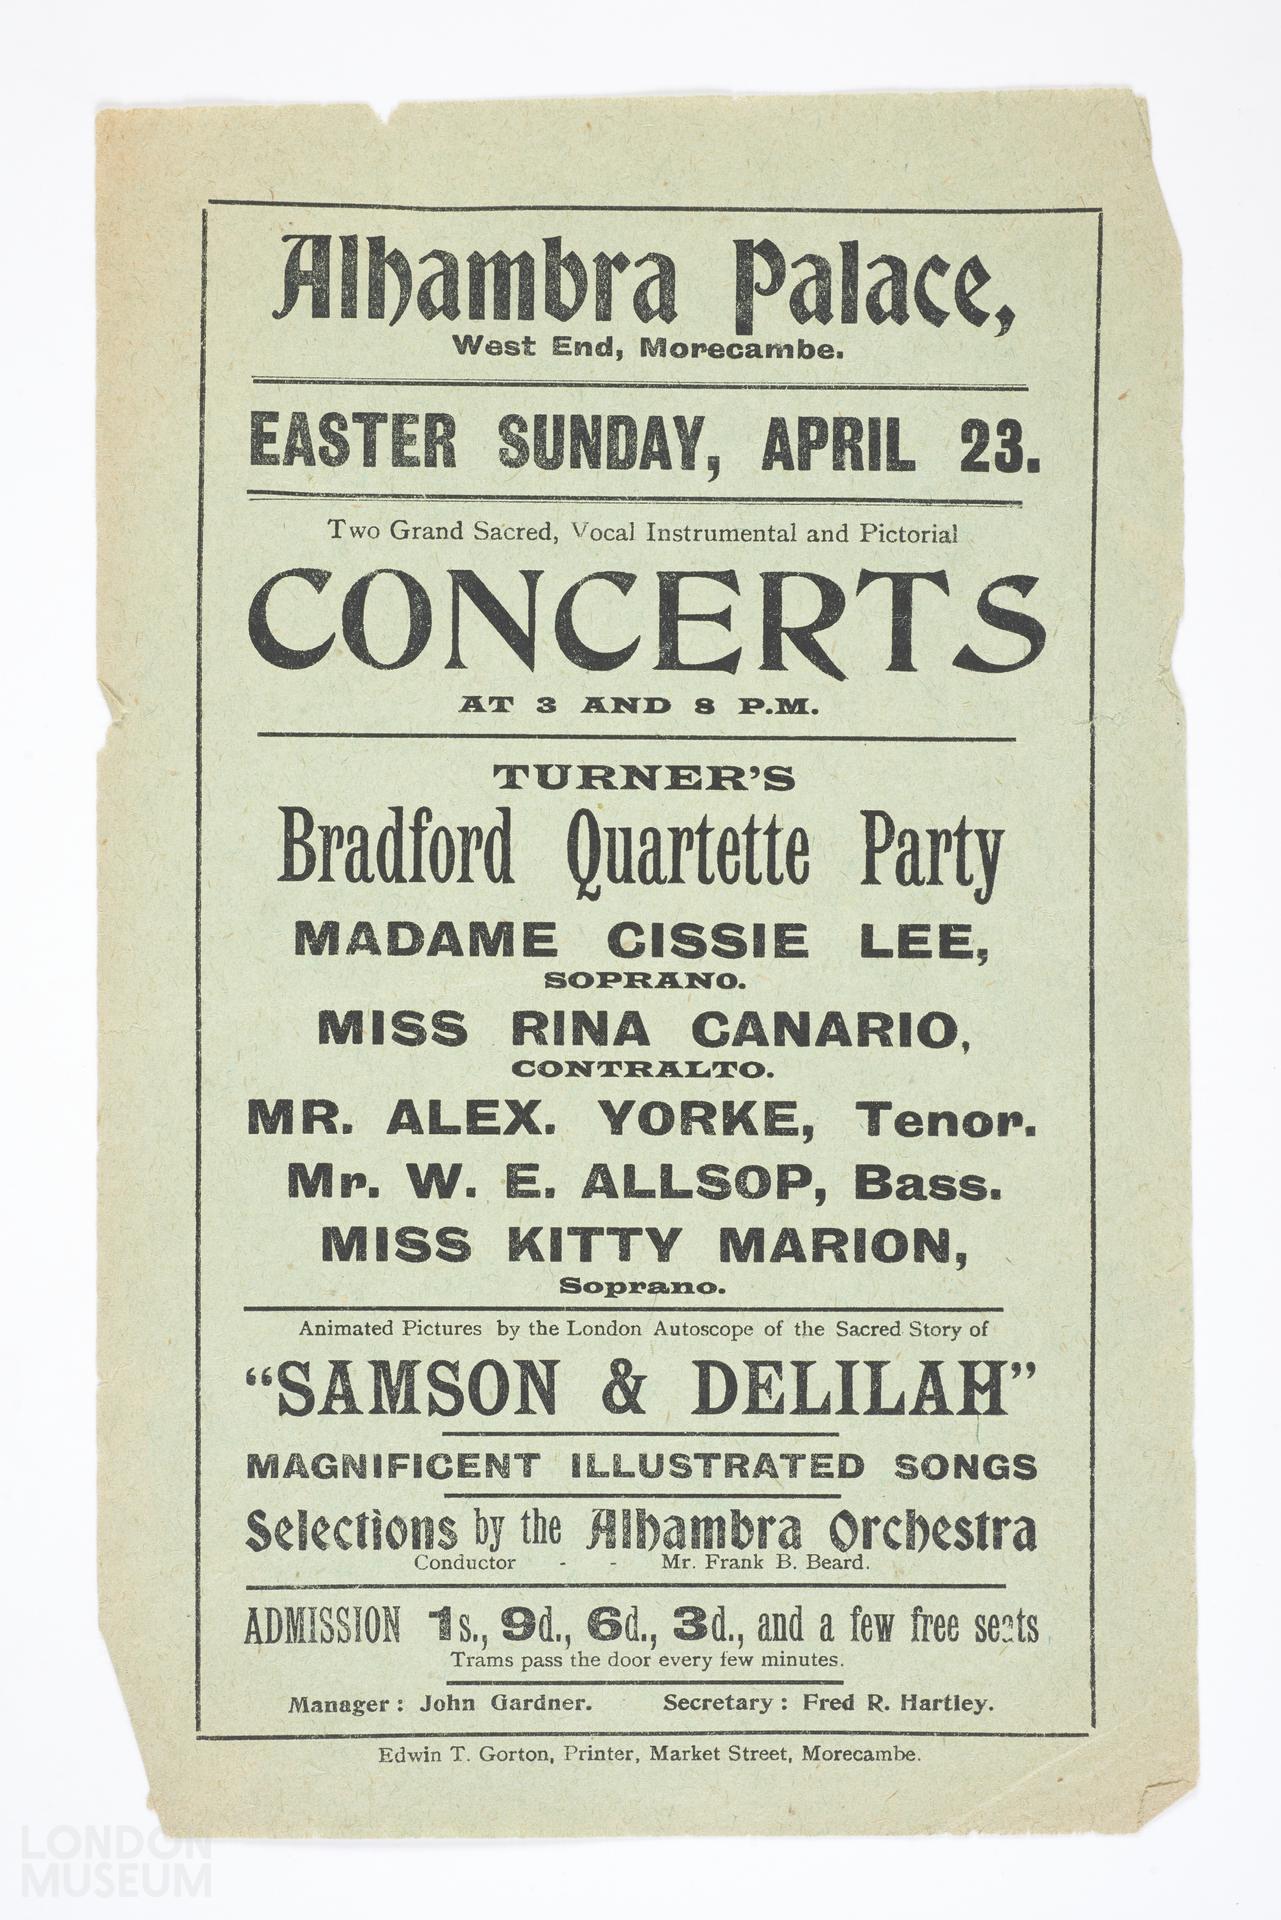 Alhambra Palace,
West End, Morecambe.
EASTER SUNDAY, APRIL 23.
Two Grand Sacred, Vocal Instrumental and Pictorial
CONCERTS
AT 3 AND 8 P.M.
TURNER'S
Bradford Quartette Party
MADAME CISSIE LEE,
SOPRANO.
MISS RINA CANARIO,
CONTRALTO.
MR. ALEX. YORKE, Tenor.
Mr. W. E. ALLSOP, Bass.
MISS KITTY MARION,
Soprano.
Animated Pictures by the London Autoscope of the Sacred Story of
"SAMSON & DELILAH"
MAGNIFICENT ILLUSTRATED SONGS
Selections by the Alhambra Orchestra
Conductor - - Mr. Frank B. Beard.
ADMISSION 1s., 9d., 6d., 3d., and a few free seats
Trams pass the door every few minutes.
Manager: John Gardner. Secretary: Fred R. Hartley.
Edwin T. Gorton, Printer, Market Street, Morecambe.
LONDON
MUSEUM